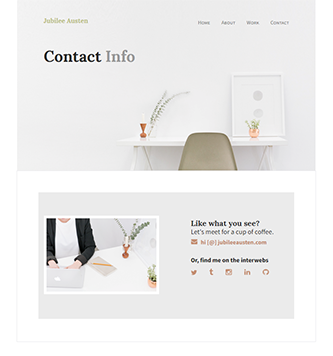 Jubilee Austen
Home About Work Contact
Contact Info
Like what you see?
Let's meet for a cup of coffee.
hi [@] jubileeausten.com
Or, find me on the interwebs